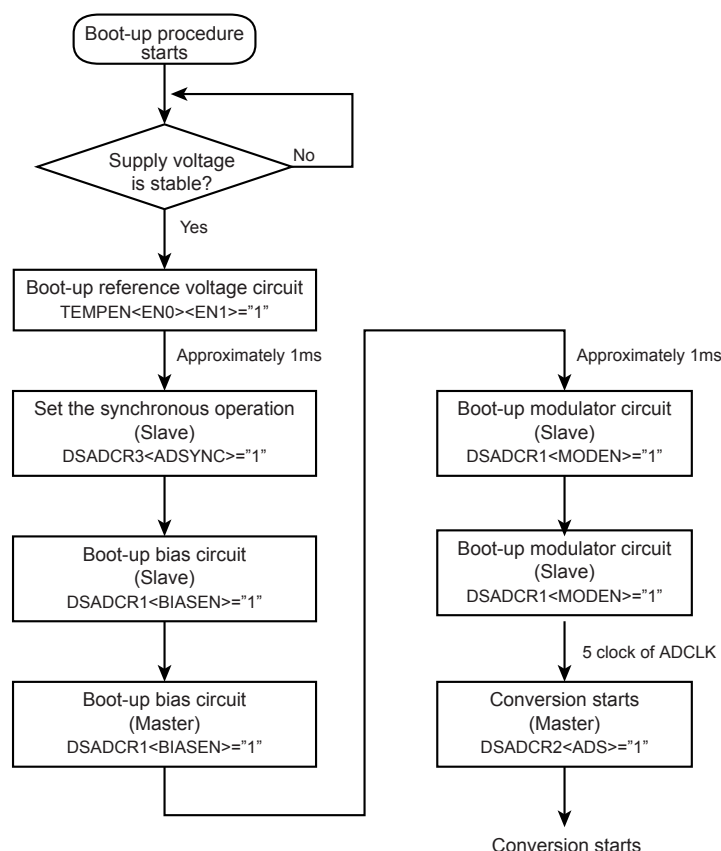 Boot-up procedure
starts
Supply voltage
is stable?
No
Yes
Boot-up reference voltage circuit
TEMPEN<EN0><EN1>=”1”
Approximately 1ms
Set the synchronous operation
(Slave)
DSADCR3<ADSYNC>=”1”
Boot-up bias circuit
(Slave)
DSADCR1<BIASEN>=”1”
Boot-up bias circuit
(Master)
DSADCR1<BIASEN>=”1”
Approximately 1ms
Boot-up modulator circuit
(Slave)
DSADCR1<MODEN>=”1”
Boot-up modulator circuit
(Slave)
DSADCR1<MODEN>=”1”
5 clock of ADCLK
Conversion starts
(Master)
DSADCR2<ADS>=”1”
Conversion starts